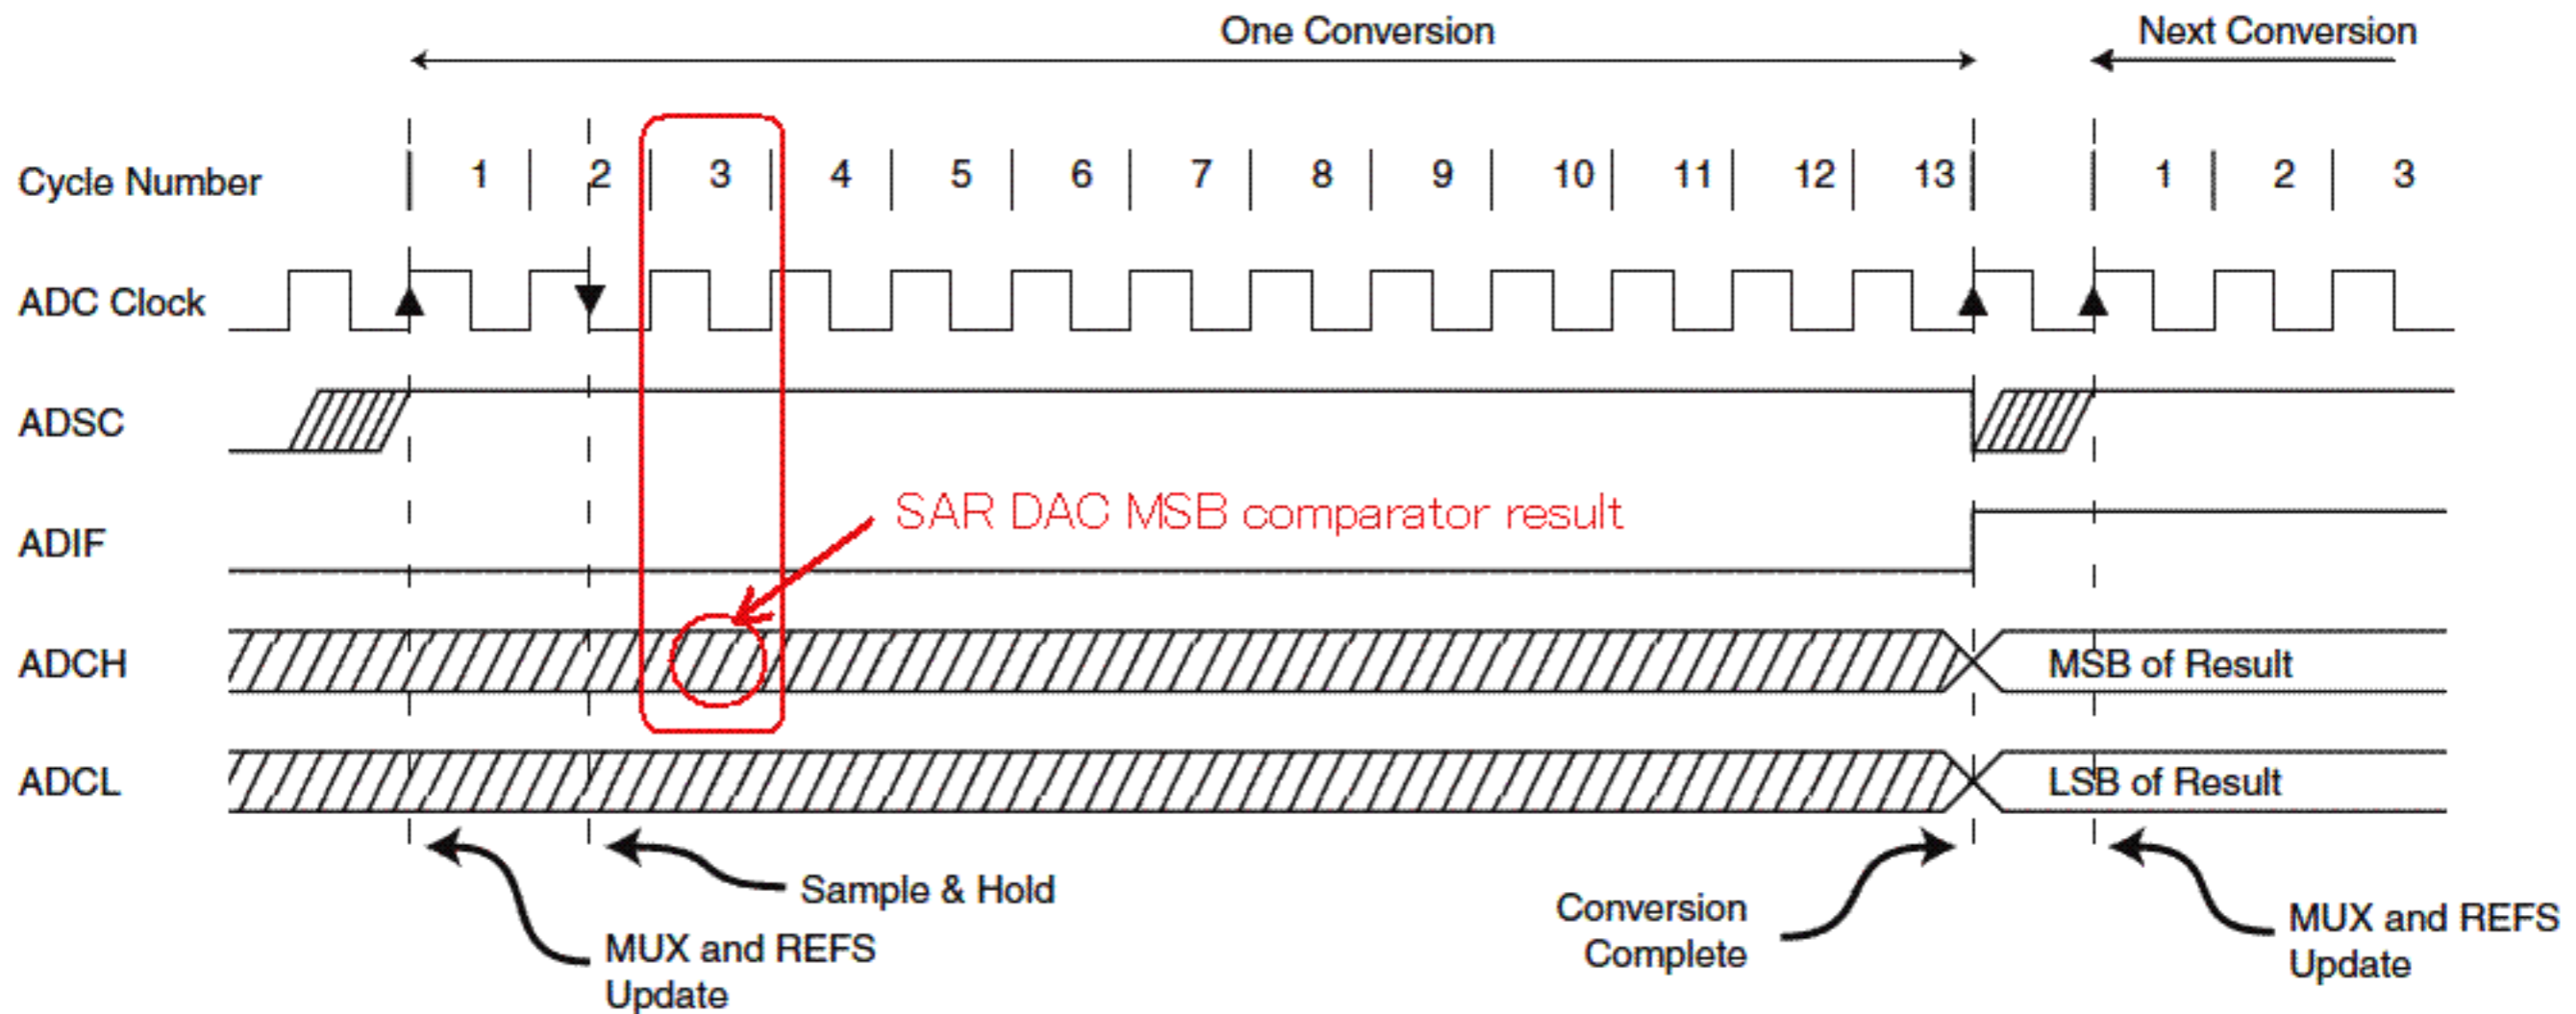 One Conversion Next Conversion
Cycle Number 1 2 3 4 5 6 7 8 9 10 11 12 13 1 2 3
ADC Clock
ADSC
SAR DAC MSB comparator result
ADIF
ADCH MSB of Result
ADCL LSB of Result
Sample & Hold
MUX and REFS
Update
Conversion
Complete
MUX and REFS
Update